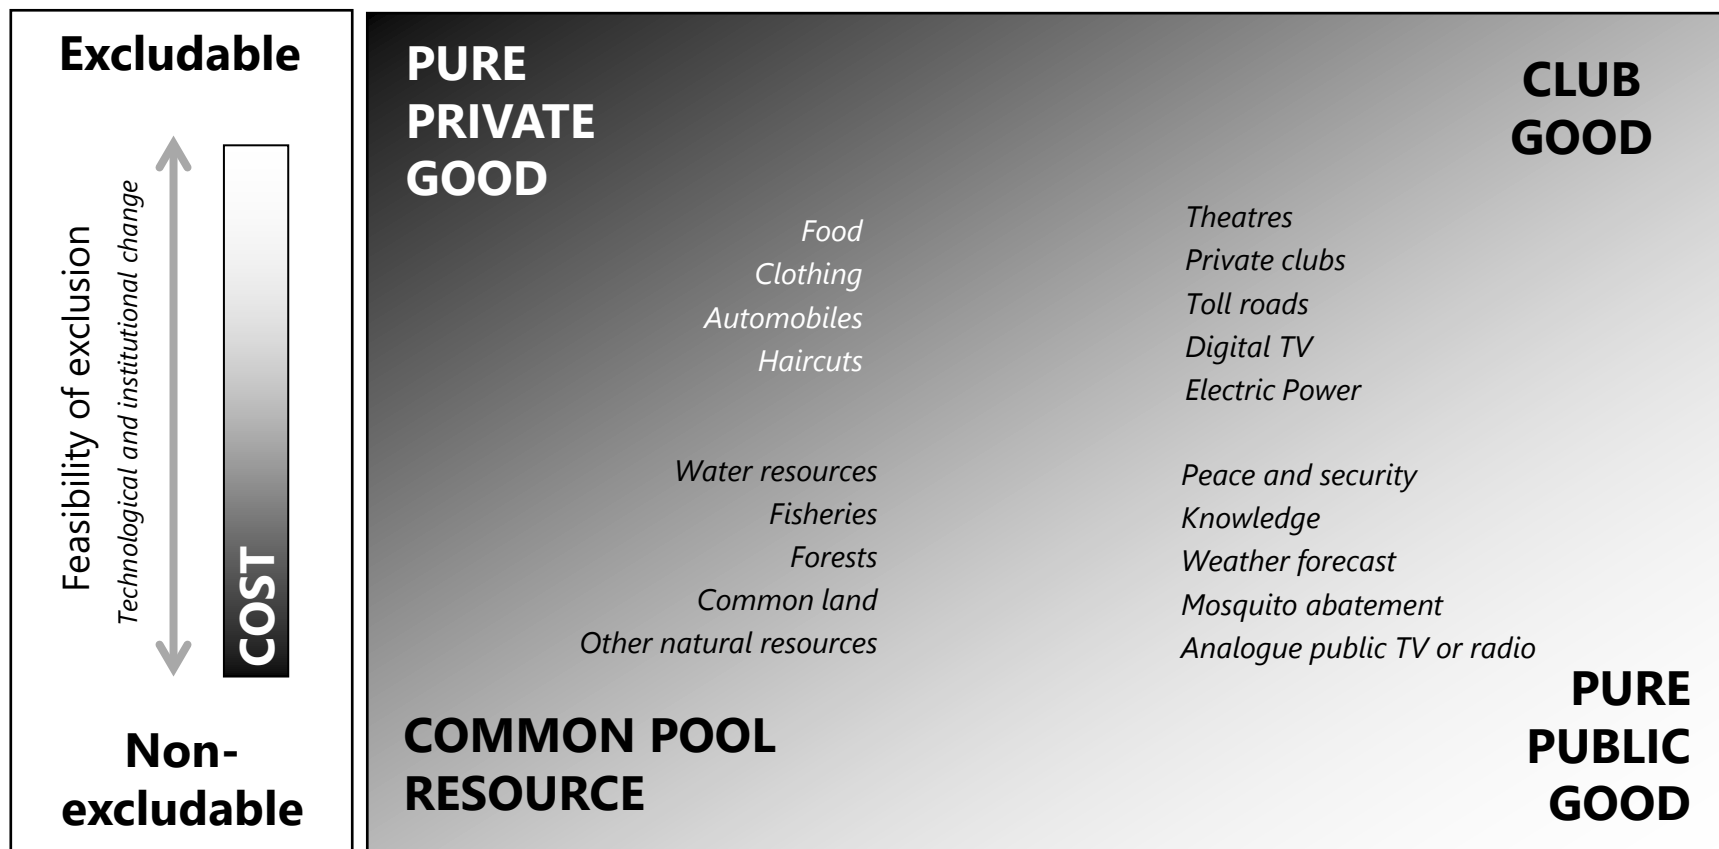 Excludable
Feasibility of exclusion
Technological and institutional change
COST
Non-
excludable
PURE
PRIVATE
GOOD
Food
Clothing
Automobiles
Haircuts
CLUB
GOOD
Theatres
Private clubs
Toll roads
Digital TV
Electric Power
Water resources
Fisheries
Forests
Common land
Other natural resources
COMMON POOL
RESOURCE
Peace and security
Knowledge
Weather forecast
Mosquito abatement
Analogue public TV or radio
PURE
PUBLIC
GOOD